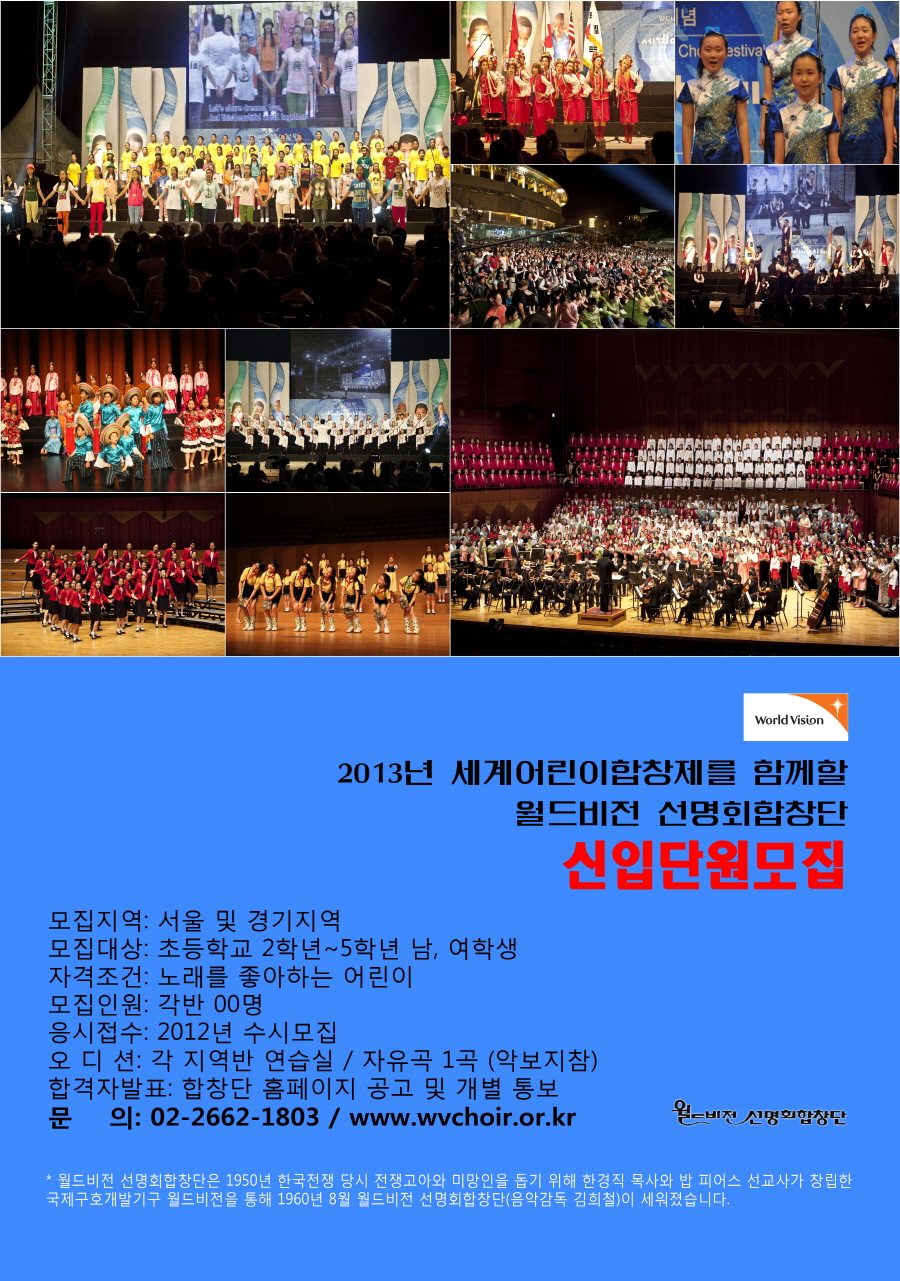 Let's share dreams, love,
And this beautiful world together
세계
Choir Festival
World Vision
2013년 세계어린이합창제를 함께할
월드비전 선명회합창단
신입단원모집
모집지역: 서울 및 경기지역
모집대상: 초등학교 2학년~5학년 남, 여학생
자격조건: 노래를 좋아하는 어린이
모집인원: 각반 00명
응시접수: 2012년 수시모집
오 디 션: 각 지역반 연습실 / 자유곡 1곡 (악보지참)
합격자발표: 합창단 홈페이지 공고 및 개별 통보
문 의: 02-2662-1803 / www.wvchoir.or.kr
월드비전 선명회합창단
* 월드비전 선명회합창단은 1950년 한국전쟁 당시 전쟁고아와 미망인을 돕기 위해 한경직 목사와 밥 피어스 선교사가 창립한
국제구호개발기구 월드비전을 통해 1960년 8월 월드비전 선명회합창단(음악감독 김희철)이 세워졌습니다.